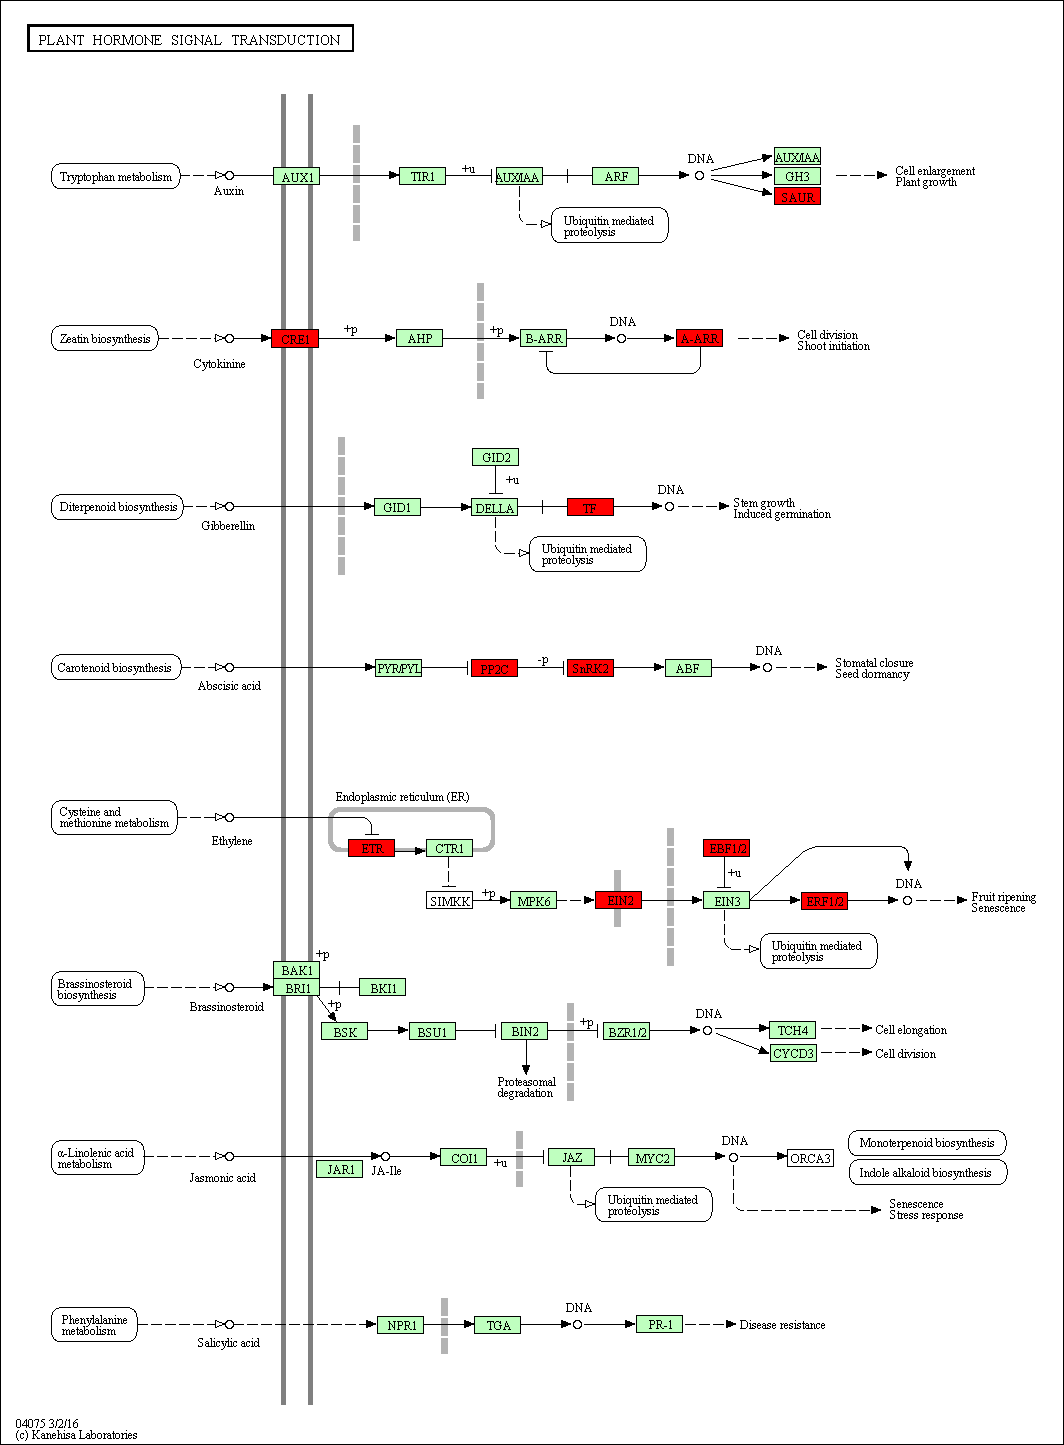 PLANT HORMONE SIGNAL TRANSDUCTION
Tryptophan metabolism
Auxin
AUX1
TIR1
+u
AUX/IAA
ARF
DNA
AUX/IAA
GH3
SAUR
Cell enlargement
Plant growth
Ubiquitin mediated
proteolysis
Zeatin biosynthesis
Cytokinine
CRE1
+p
AHP
+p
B-ARR
DNA
A-ARR
Cell division
Shoot initiation
GID2
+u
Diterpenoid biosynthesis
Gibberellin
GID1
DELLA
TF
DNA
Stem growth
Induced germination
Ubiquitin mediated
proteolysis
Carotenoid biosynthesis
Abscisic acid
PYR/PYL
PP2C
-p
SnRK2
ABF
DNA
Stomatal closure
Seed dormancy
Endoplasmic reticulum (ER)
Cysteine and
methionine metabolism
Ethylene
ETR
CTR1
EBF1/2
+u
SIMKK
+p
MPK6
EIN2
EIN3
ERF1/2
DNA
Fruit ripening
Senescence
Ubiquitin mediated
proteolysis
Brassinosteroid
biosynthesis
Brassinosteroid
BAK1
+p
BRI1
BKI1
+p
BSK
BSU1
BIN2
+p
BZR1/2
DNA
TCH4
Cell elongation
CYCD3
Cell division
Proteasomal
degradation
α-Linolenic acid
metabolism
Jasmonic acid
JAR1
JA-Ile
COI1
+u
JAZ
MYC2
DNA
ORCA3
Monoterpenoid biosynthesis
Indole alkaloid biosynthesis
Ubiquitin mediated
proteolysis
Senescence
Stress response
Phenylalanine
metabolism
Salicylic acid
NPR1
TGA
DNA
PR-1
Disease resistance
04075 3/2/16
(c) Kanehisa Laboratories